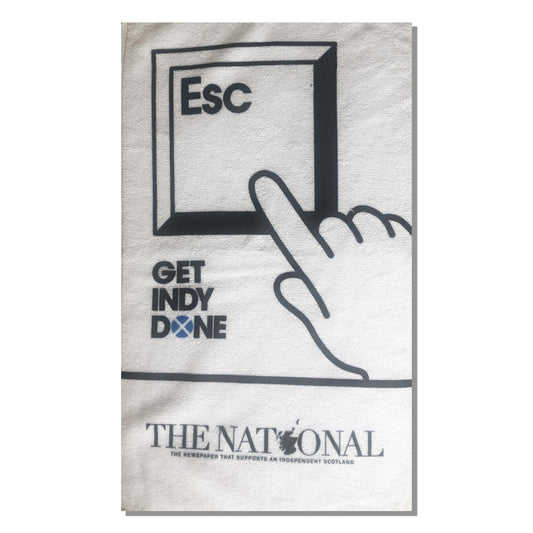 Esc
GET
INDY
DONE
THE NATIONAL
THE NEWSPAPER THAT SUPPORTS AN INDEPENDENT SCOTLAND